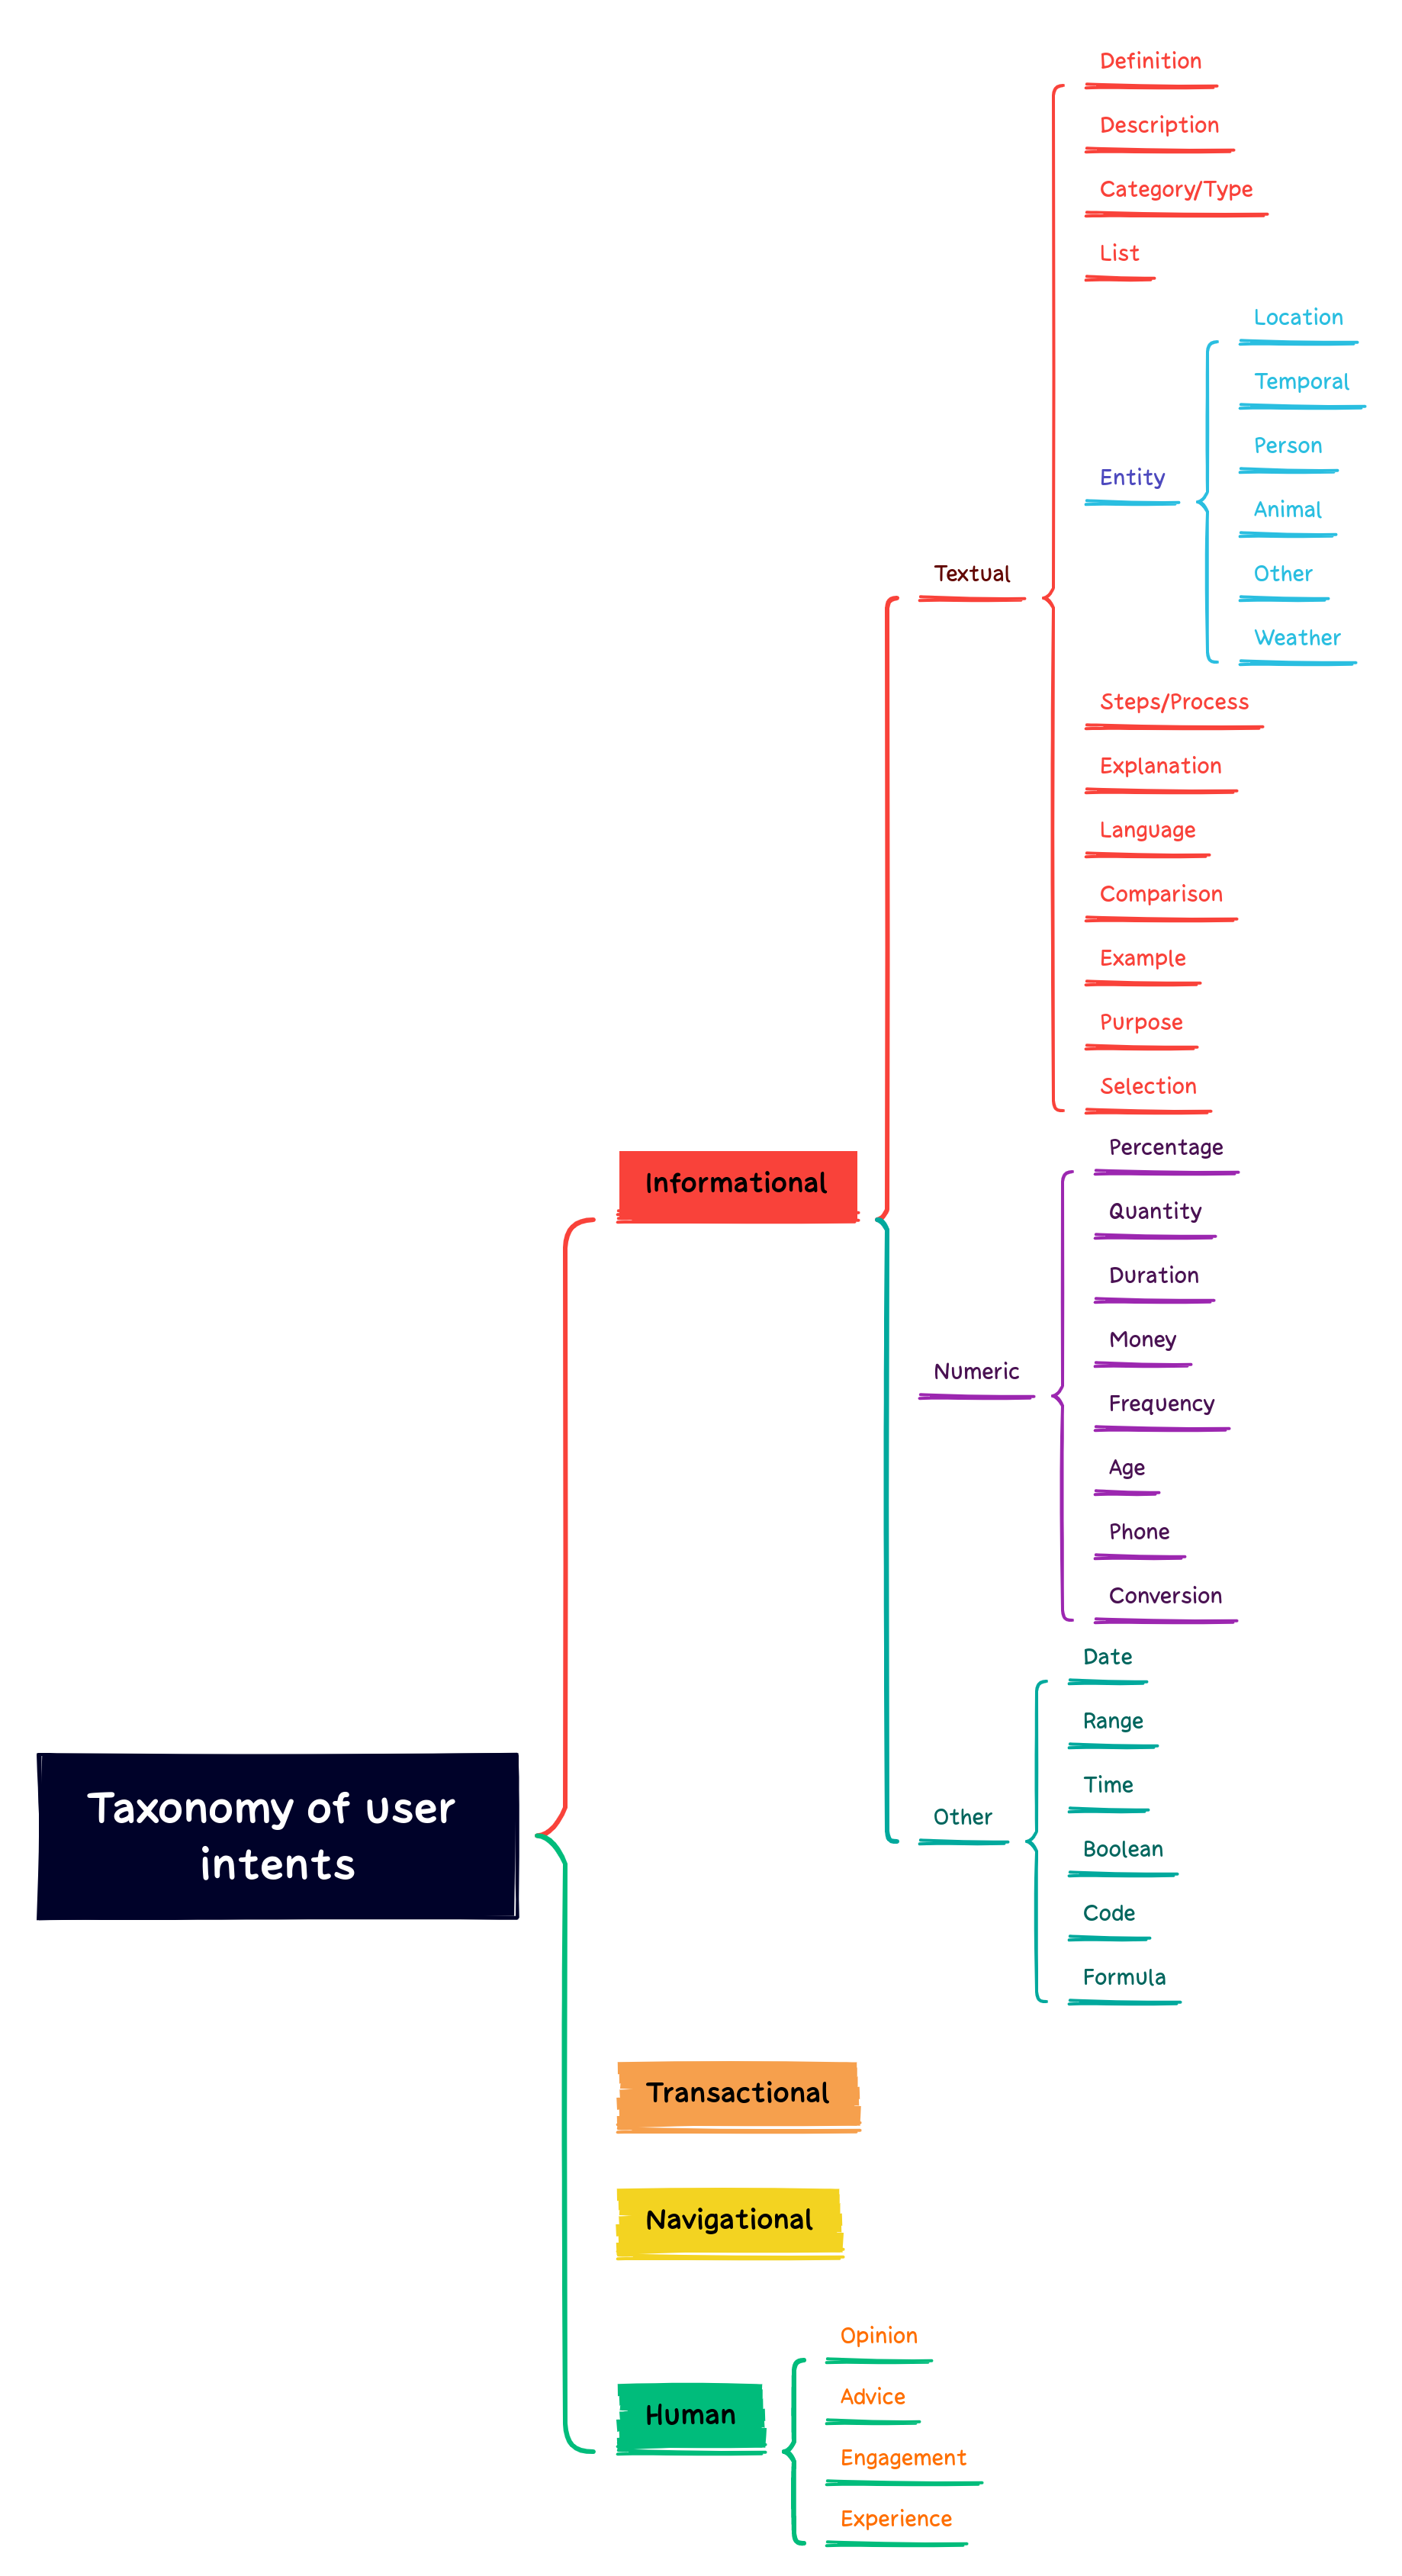 Definition
Description
Category/Type
List
Location
Temporal
Person
Entity
Animal
Other
Textual
Weather
Steps/Process
Explanation
Language
Comparison
Example
Purpose
Selection
Percentage
Informational
Quantity
Duration
Money
Numeric
Frequency
Age
Phone
Conversion
Date
Range
Time
Other
Boolean
Code
Formula
Taxonomy of user
intents
Transactional
Navigational
Opinion
Advice
Human
Engagement
Experience